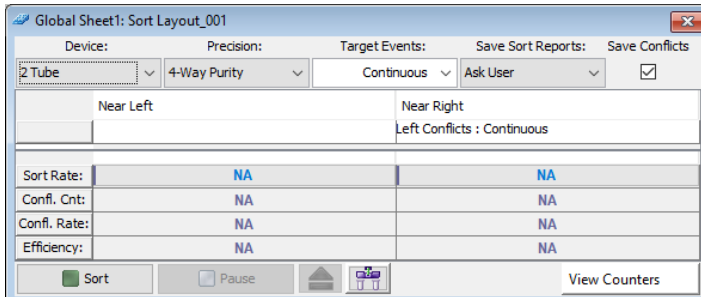 Global Sheet1: Sort Layout_001
Device: Precision: Target Events: Save Sort Reports: Save Conflicts
2 Tube 4-Way Purity Continuous Ask User
Near Left Near Right
Left Conflicts : Continuous
Sort Rate: NA NA
Confl. Cnt: NA NA
Confl. Rate: NA NA
Efficiency: NA NA
Sort Pause View Counters